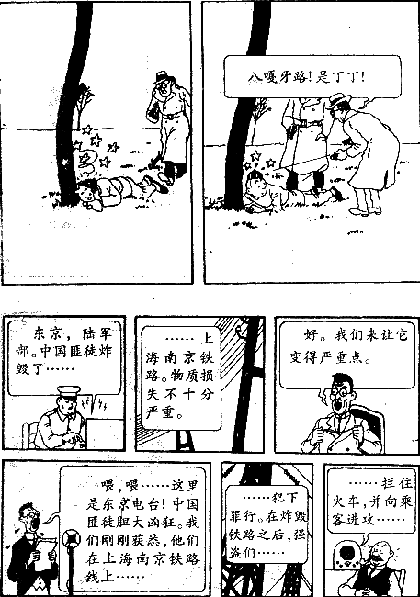 八嘎牙路！是丁丁！
东京，陆军
部。中国匪徒炸
毁了……
……上
海南京铁
路。物质损
失不十分
严重。
好。我们来让它
变得严重点。
喂，喂……这里
是东京电台！中国
匪徒胆大凶狂。我
们刚刚获悉，他们
在上海南京铁路
线上……
……犯下
罪行。在炸毁
铁路之后，强
盗们……
……拦住
火车，并向乘
客进攻……